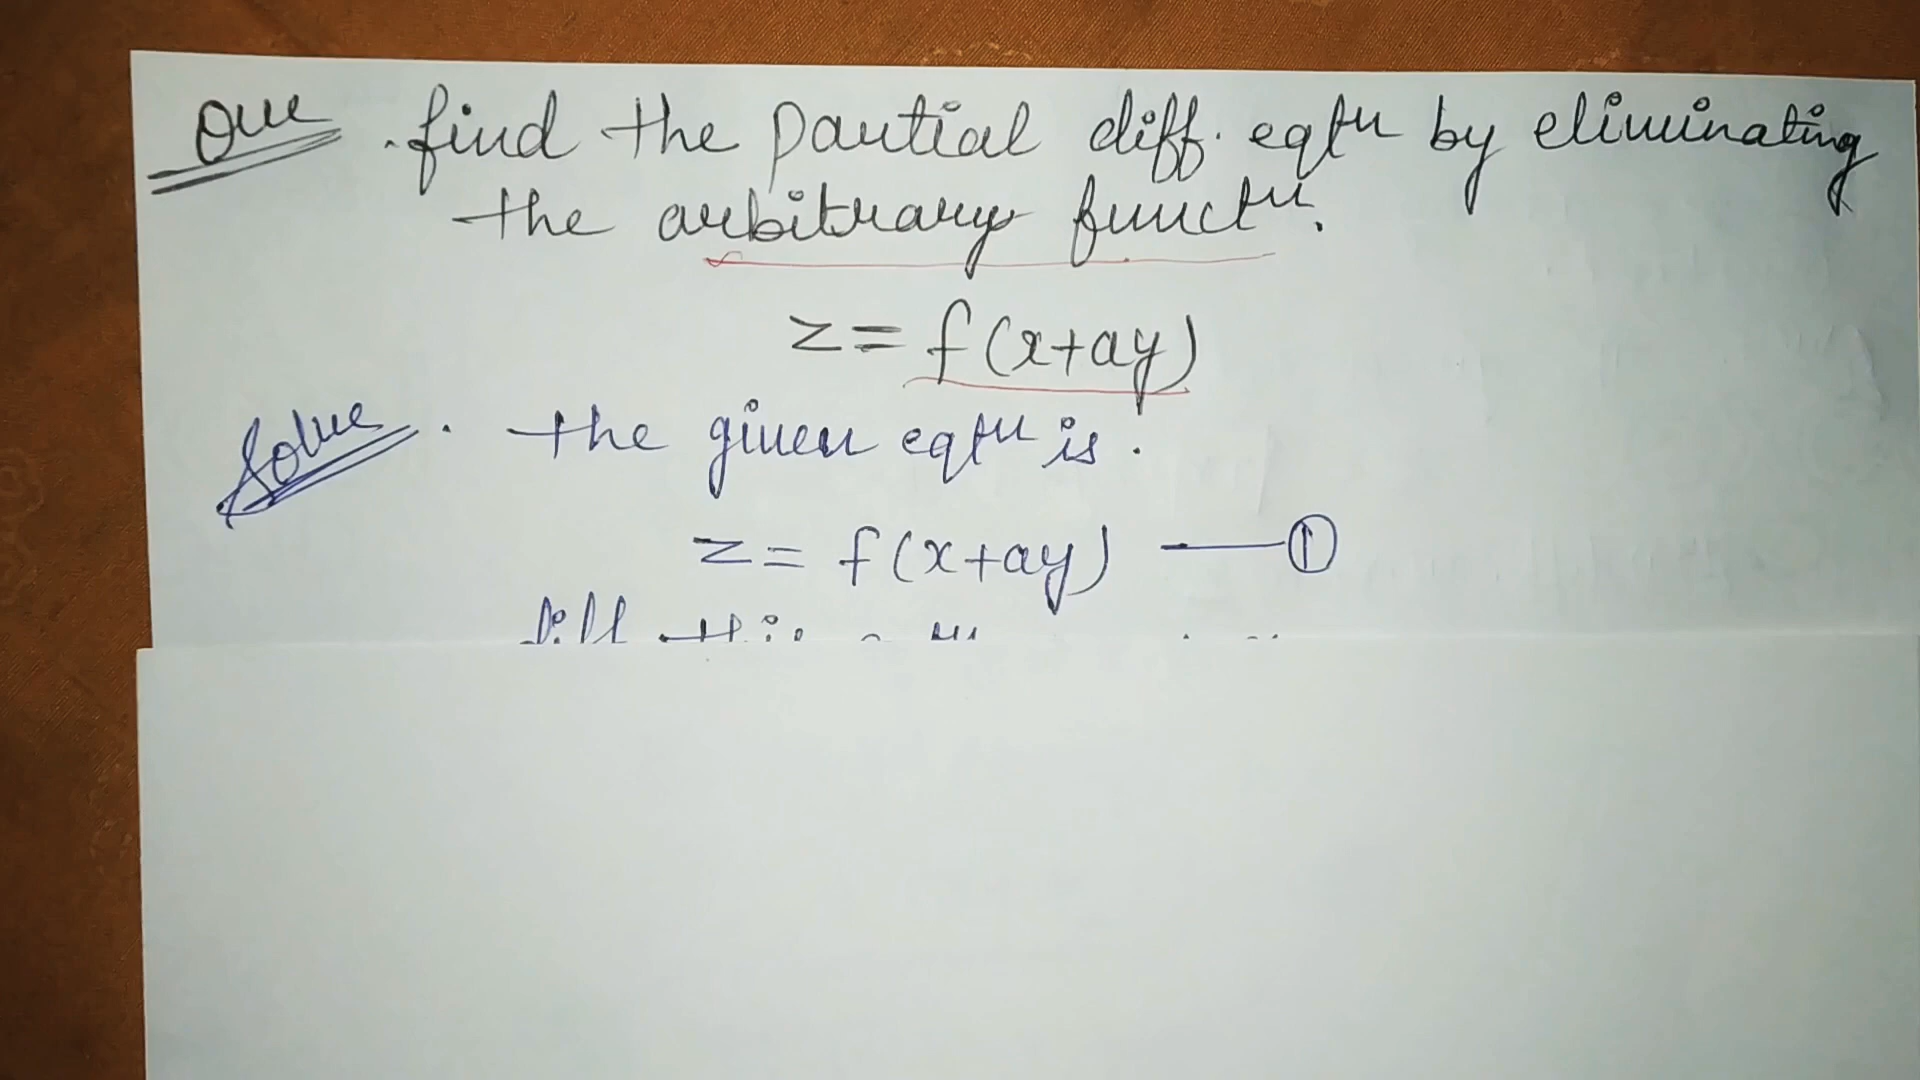 Que. find the partial diff. eqtn by eliminating
the arbitrary functn.
z = f(x+ay)
Solve. the given eqtn is.
z = f(x+ay) — ①